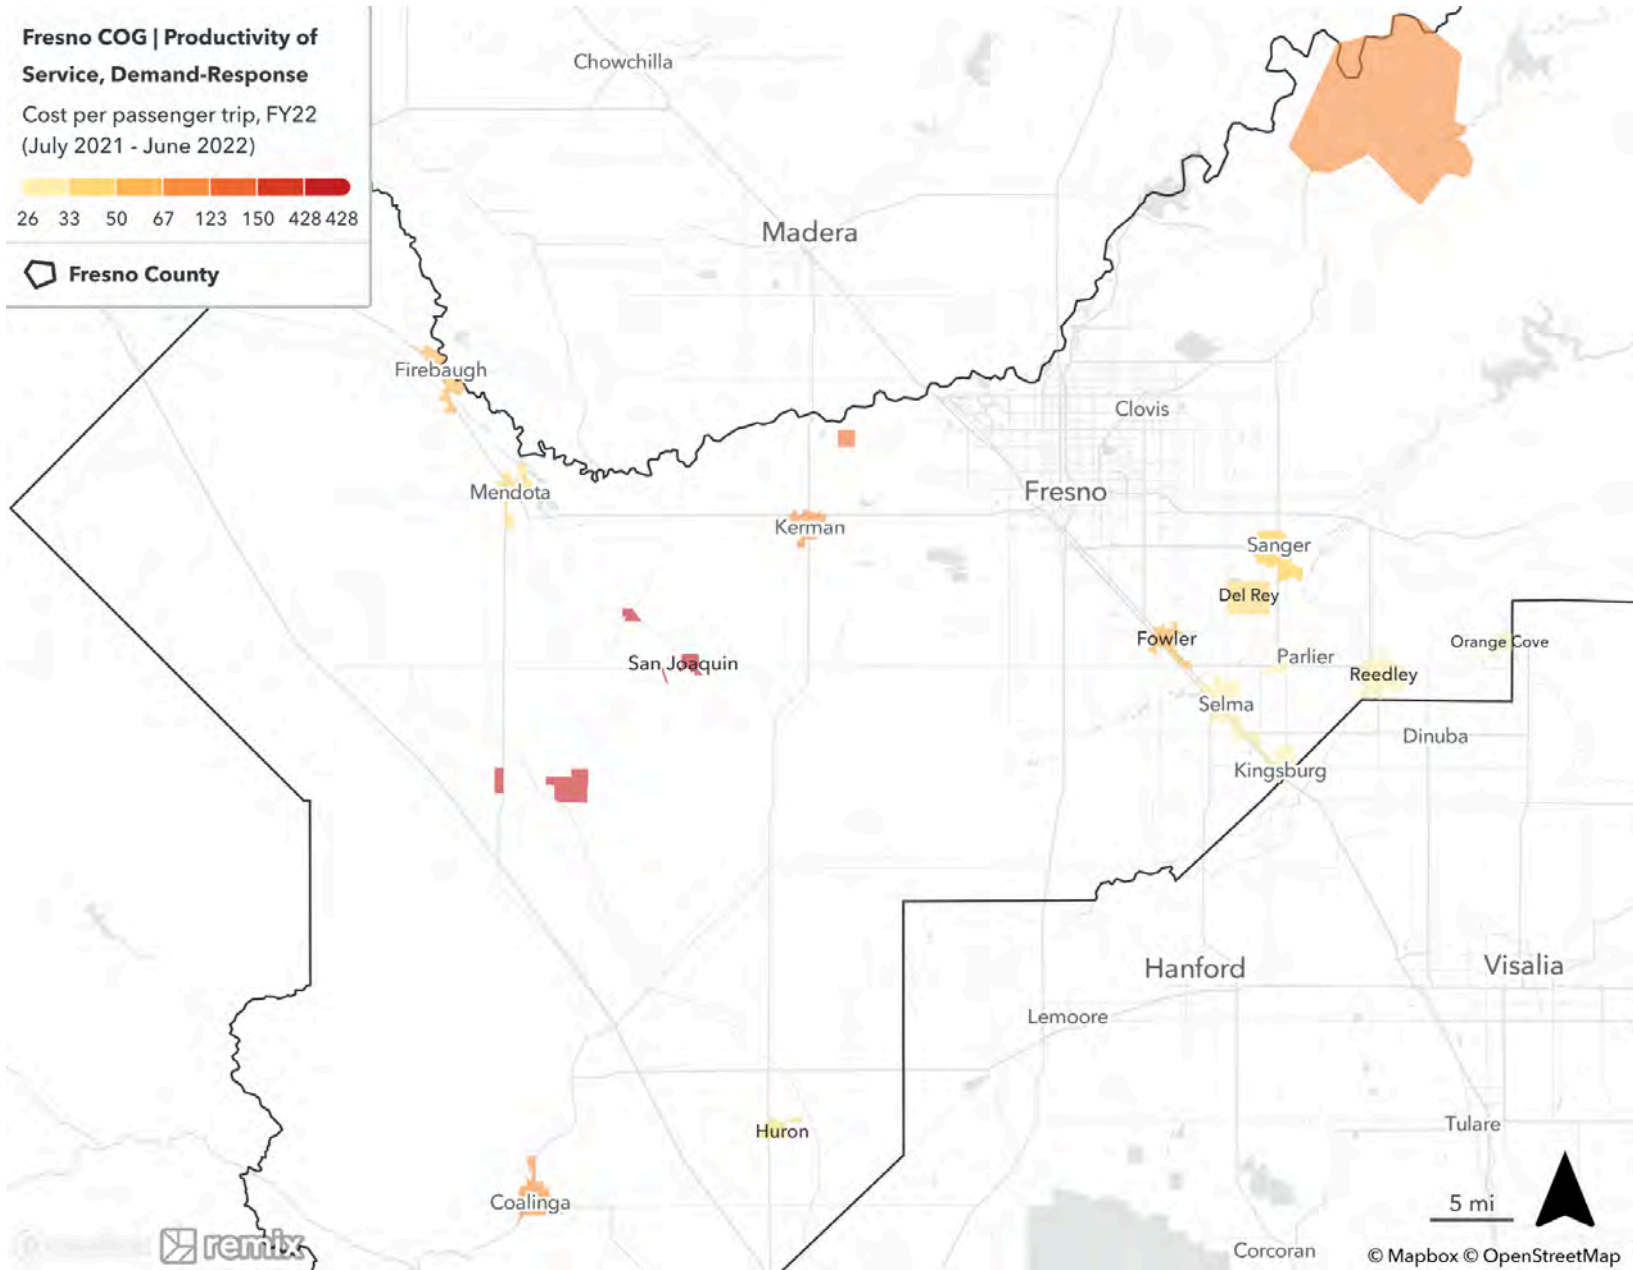 Fresno COG | Productivity of
Service, Demand-Response
Cost per passenger trip, FY22
(July 2021 - June 2022)
26 33 50 67 123 150 428 428
Fresno County
Chowchilla
Madera
Firebaugh
Clovis
Mendota
Fresno
Kerman
Sanger
Del Rey
Fowler
Orange Cove
Parlier
San Joaquin
Reedley
Selma
Dinuba
Kingsburg
Hanford
Visalia
Lemoore
Tulare
Huron
Coalinga
5 mi
remix
Corcoran
© Mapbox © OpenStreetMap